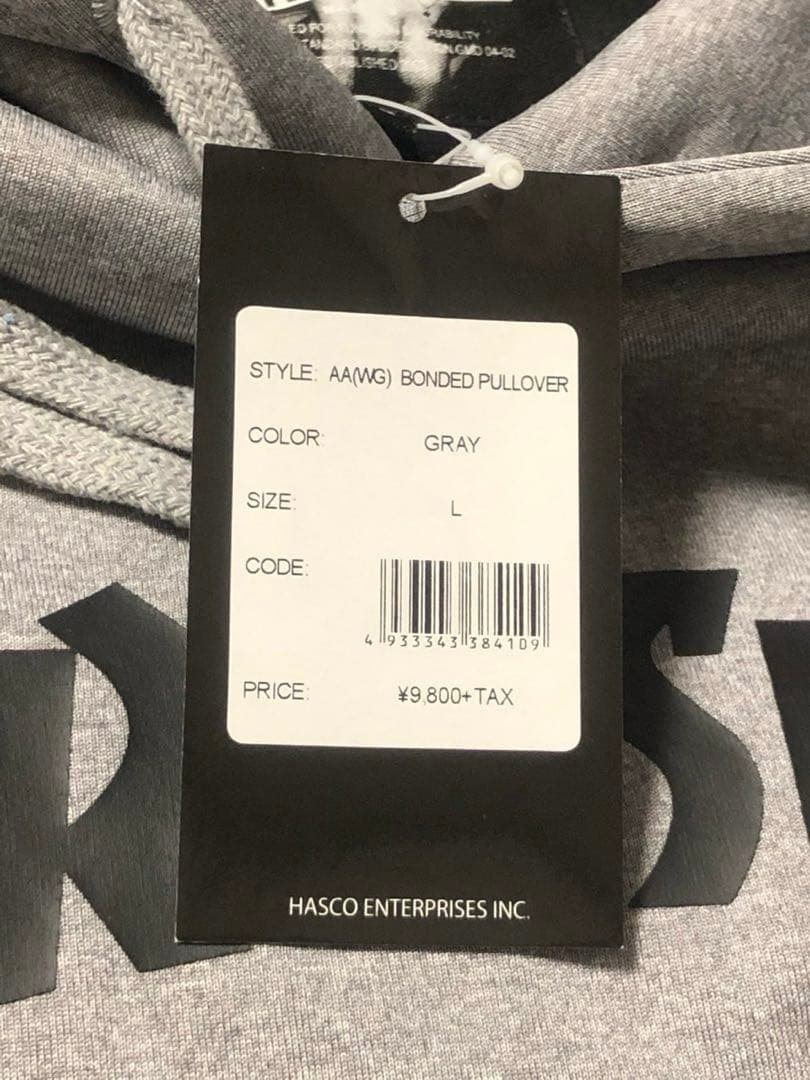 STYLE: AA(WG) BONDED PULLOVER
COLOR: GRAY
SIZE: L
CODE:
4 933343 384109
PRICE: ¥9,800+TAX
HASCO ENTERPRISES INC.